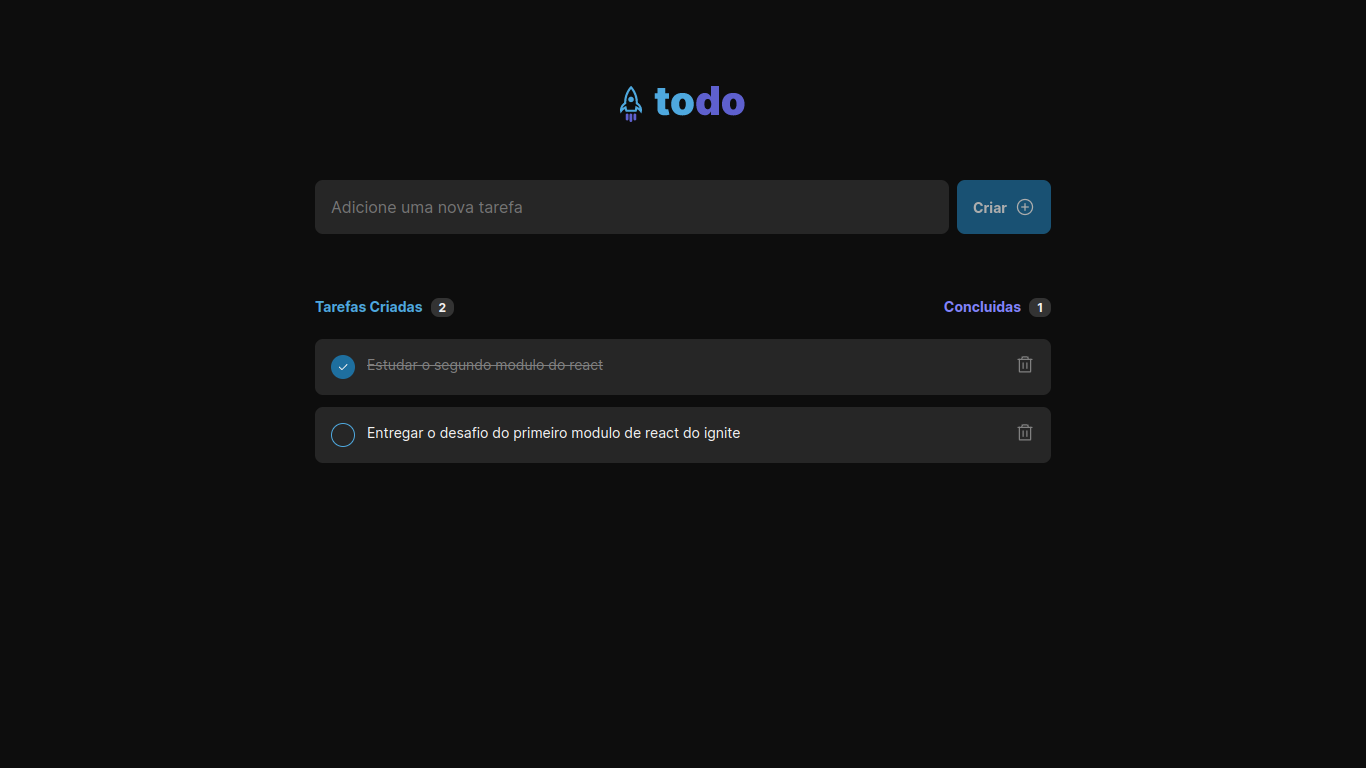 todo
Adicione uma nova tarefa
Criar
Tarefas Criadas 2
Concluidas 1
Estudar o segundo modulo do react
Entregar o desafio do primeiro modulo de react do ignite